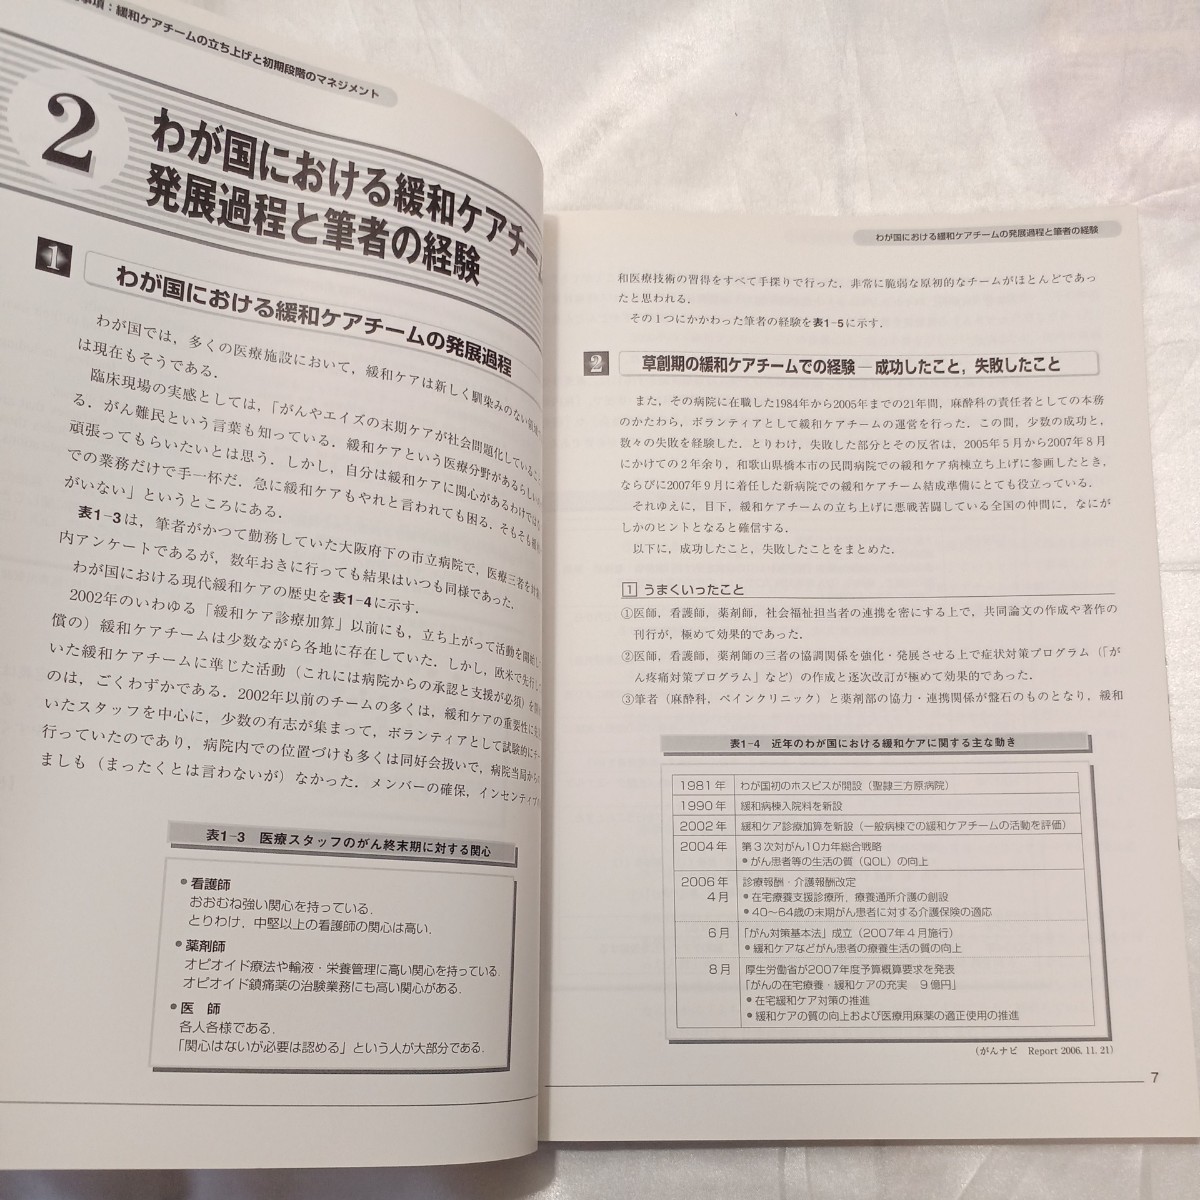 事項：緩和ケアチームの立ち上げと初期段階のマネジメント
2
わが国における緩和ケアチーム
発展過程と筆者の経験
1 わが国における緩和ケアチームの発展過程
わが国では，多くの医療施設において，緩和ケアは新しく馴染みのない
は現在もそうである．
臨床現場の実感としては，「がんやエイズの末期ケアが社会問題化している
る．がん難民という言葉も知っている．緩和ケアという医療分野があるらしい
頑張ってもらいたいとは思う．しかし，自分は緩和ケアに関心があるわけでは
での業務だけで手一杯だ．急に緩和ケアもやれと言われても困る．そもそも
がいない」というところにある．
表1-3は，筆者がかつて勤務していた大阪府下の市立病院で，医療三者を対
内アンケートであるが，数年おきに行っても結果はいつも同様であった．
わが国における現代緩和ケアの歴史を表1-4に示す．
2002年のいわゆる「緩和ケア診療加算」以前にも，立ち上がって活動を開始し
償の）緩和ケアチームは少数ながら各地に存在していた．しかし，欧米で先行し
いた緩和ケアチームに準じた活動（これには病院からの承認と支援が必須）を
のは，ごくわずかである．2002年以前のチームの多くは，緩和ケアの重要性に
いたスタッフを中心に，少数の有志が集まって，ボランティアとして試験的に
行っていたのであり，病院内での位置づけも多くは同好会扱いで，病院当局からの
ましも（まったくとは言わないが）なかった．メンバーの確保，インセンティブ
表1-3 医療スタッフのがん終末期に対する関心
●看護師
おおむね強い関心を持っている．
とりわけ，中堅以上の看護師の関心は高い．
●薬剤師
オピオイド療法や輸液・栄養管理に高い関心を持っている．
オピオイド鎮痛薬の治験業務にも高い関心がある．
●医　師
各人各様である．
「関心はないが必要は認める」という人が大部分である．
わが国における緩和ケアチームの発展過程と筆者の経験
和医療技術の習得をすべて手探りで行った，非常に脆弱な原初的なチームがほとんどであっ
たと思われる．
その1つにかかわった筆者の経験を表1-5に示す．
2 草創期の緩和ケアチームでの経験―成功したこと，失敗したこと
また，その病院に在職した1984年から2005年までの21年間，麻酔科の責任者としての本務
のかたわら，ボランティアとして緩和ケアチームの運営を行った．この間，少数の成功と，
数々の失敗を経験した．とりわけ，失敗した部分とその反省は，2005年5月から2007年8月
にかけての2年余り，和歌山県橋本市の民間病院での緩和ケア病棟立ち上げに参画したとき，
ならびに2007年9月に着任した新病院での緩和ケアチーム結成準備にとても役立っている．
それゆえに，目下，緩和ケアチームの立ち上げに悪戦苦闘している全国の仲間に，なにが
しかのヒントとなると確信する．
以下に，成功したこと，失敗したことをまとめた．
1 うまくいったこと
①医師，看護師，薬剤師，社会福祉担当者の連携を密にする上で，共同論文の作成や著作の
刊行が，極めて効果的であった．
②医師，看護師，薬剤師の三者の協調関係を強化・発展させる上で症状対策プログラム（「が
ん疼痛対策プログラム」など）の作成と逐次改訂が極めて効果的であった．
③筆者（麻酔科，ペインクリニック）と薬剤部の協力・連携関係が盤石のものとなり，緩和
表1-4 近年のわが国における緩和ケアに関する主な動き
1981年 わが国初のホスピスが開設（聖隷三方原病院）
1990年 緩和病棟入院料を新設
2002年 緩和ケア診療加算を新設（一般病棟での緩和ケアチームの活動を評価）
2004年 第3次対がん10カ年総合戦略
●がん患者等の生活の質（QOL）の向上
2006年 診療報酬・介護報酬改定
4月 ●在宅療養支援診療所，療養通所介護の創設
●40〜64歳の末期がん患者に対する介護保険の適応
6月 「がん対策基本法」成立（2007年4月施行）
●緩和ケアなどがん患者の療養生活の質の向上
8月 厚生労働省が2007年度予算概算要求を発表
「がんの在宅療養・緩和ケアの充実　9億円」
●在宅緩和ケア対策の推進
●緩和ケアの質の向上および医療用麻薬の適正使用の推進
（がんナビ　Report 2006. 11. 21）
7